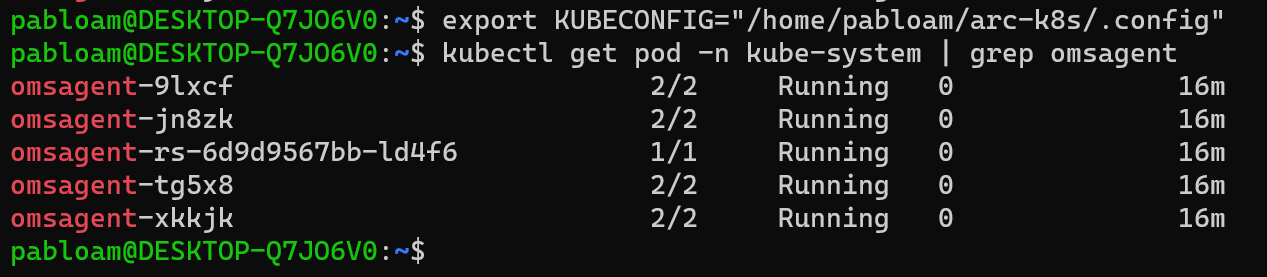 pabloam@DESKTOP-Q7JO6V0:~$ export KUBECONFIG="/home/pabloam/arc-k8s/.config"
pabloam@DESKTOP-Q7JO6V0:~$ kubectl get pod -n kube-system | grep omsagent
omsagent-9lxcf 2/2 Running 0 16m
omsagent-jn8zk 2/2 Running 0 16m
omsagent-rs-6d9d9567bb-ld4f6 1/1 Running 0 16m
omsagent-tg5x8 2/2 Running 0 16m
omsagent-xkkjk 2/2 Running 0 16m
pabloam@DESKTOP-Q7JO6V0:~$